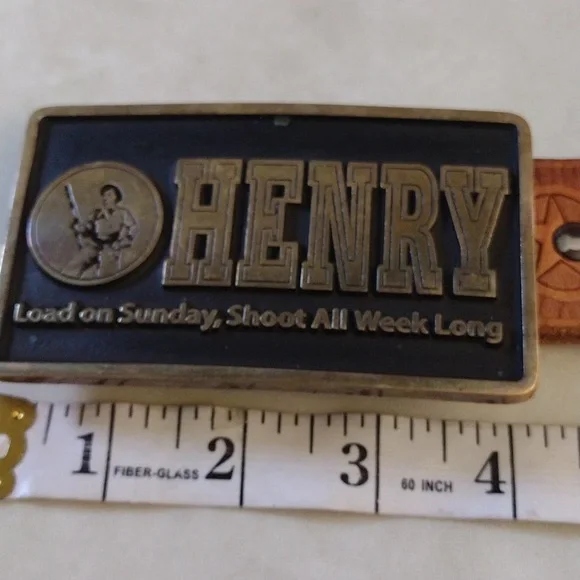 HENRY
Load on Sunday, Shoot All Week Long
1 FIBER-GLASS 2 3 60 INCH 4